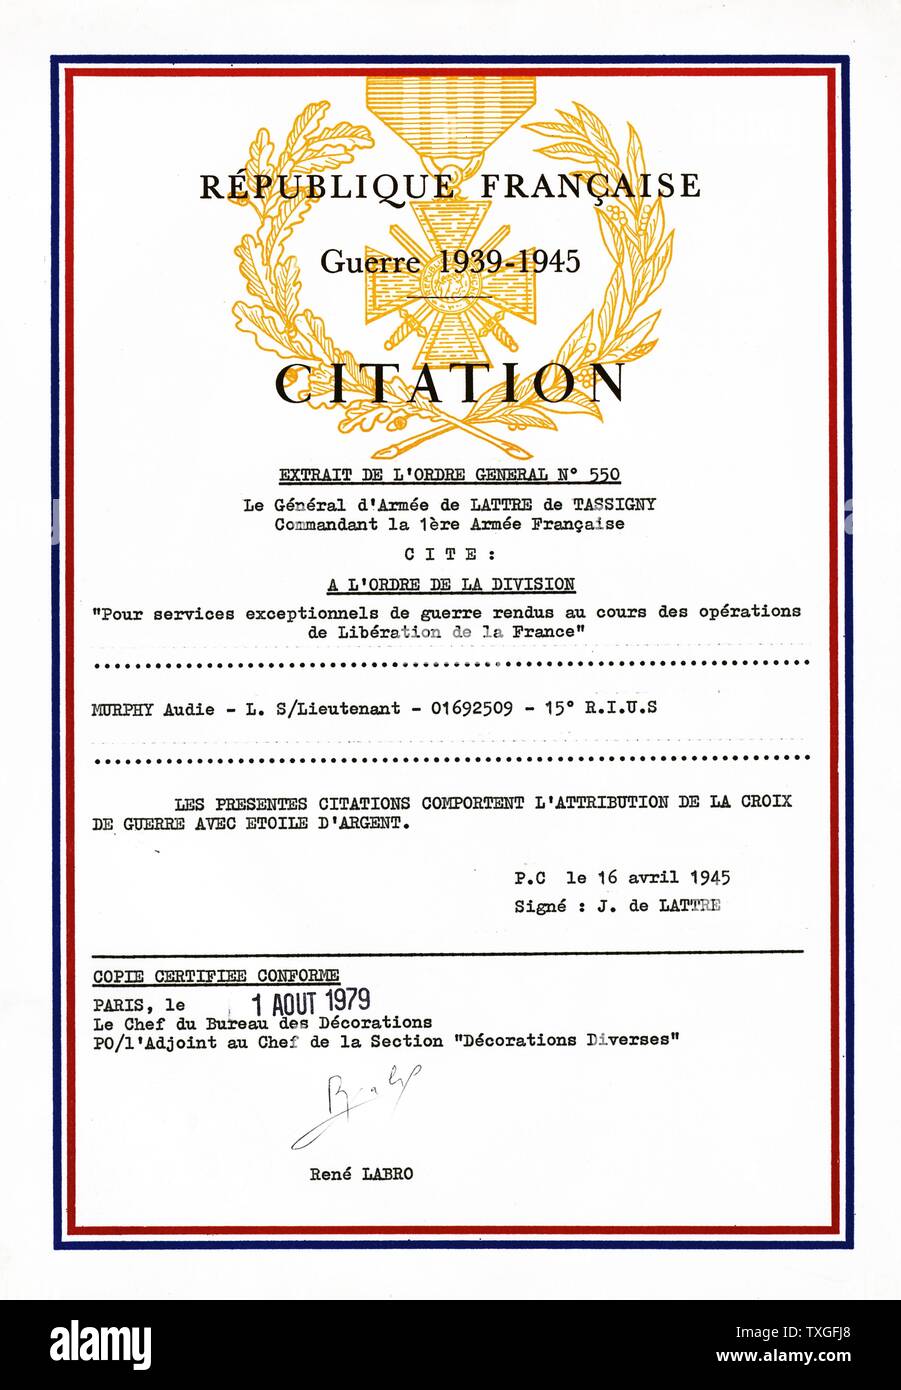 RÉPUBLIQUE FRANÇAISE
Guerre 1939-1945
CITATION
EXTRAIT DE L'ORDRE GENERAL N° 550
Le Général d'Armée de LATTRE de TASSIGNY
Commandant la 1ère Armée Française
C I T E :
A L'ORDRE DE LA DIVISION
"Pour services exceptionnels de guerre rendus au cours des opérations
de Libération de la France"
MURPHY Audie - L. S/Lieutenant - 01692509 - 15° R.I.U.S
LES PRESENTES CITATIONS COMPORTENT L'ATTRIBUTION DE LA CROIX
DE GUERRE AVEC ETOILE D'ARGENT.
P.C le 16 avril 1945
Signé : J. de LATTRE
COPIE CERTIFIEE CONFORME
PARIS, le 1 AOUT 1979
Le Chef du Bureau des Décorations
PO/l'Adjoint au Chef de la Section "Décorations Diverses"
René LABRO
alamy
Image ID: TXGFJ8
www.alamy.com